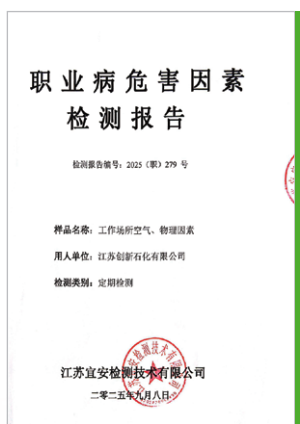 职业病危害因素
检测报告
检测报告编号：2025（职）279 号
样品名称：工作场所空气、物理因素
用人单位：江苏创新石化有限公司
检测类别：定期检测
江苏宜安检测技术有限公司
二零二五年九月八日